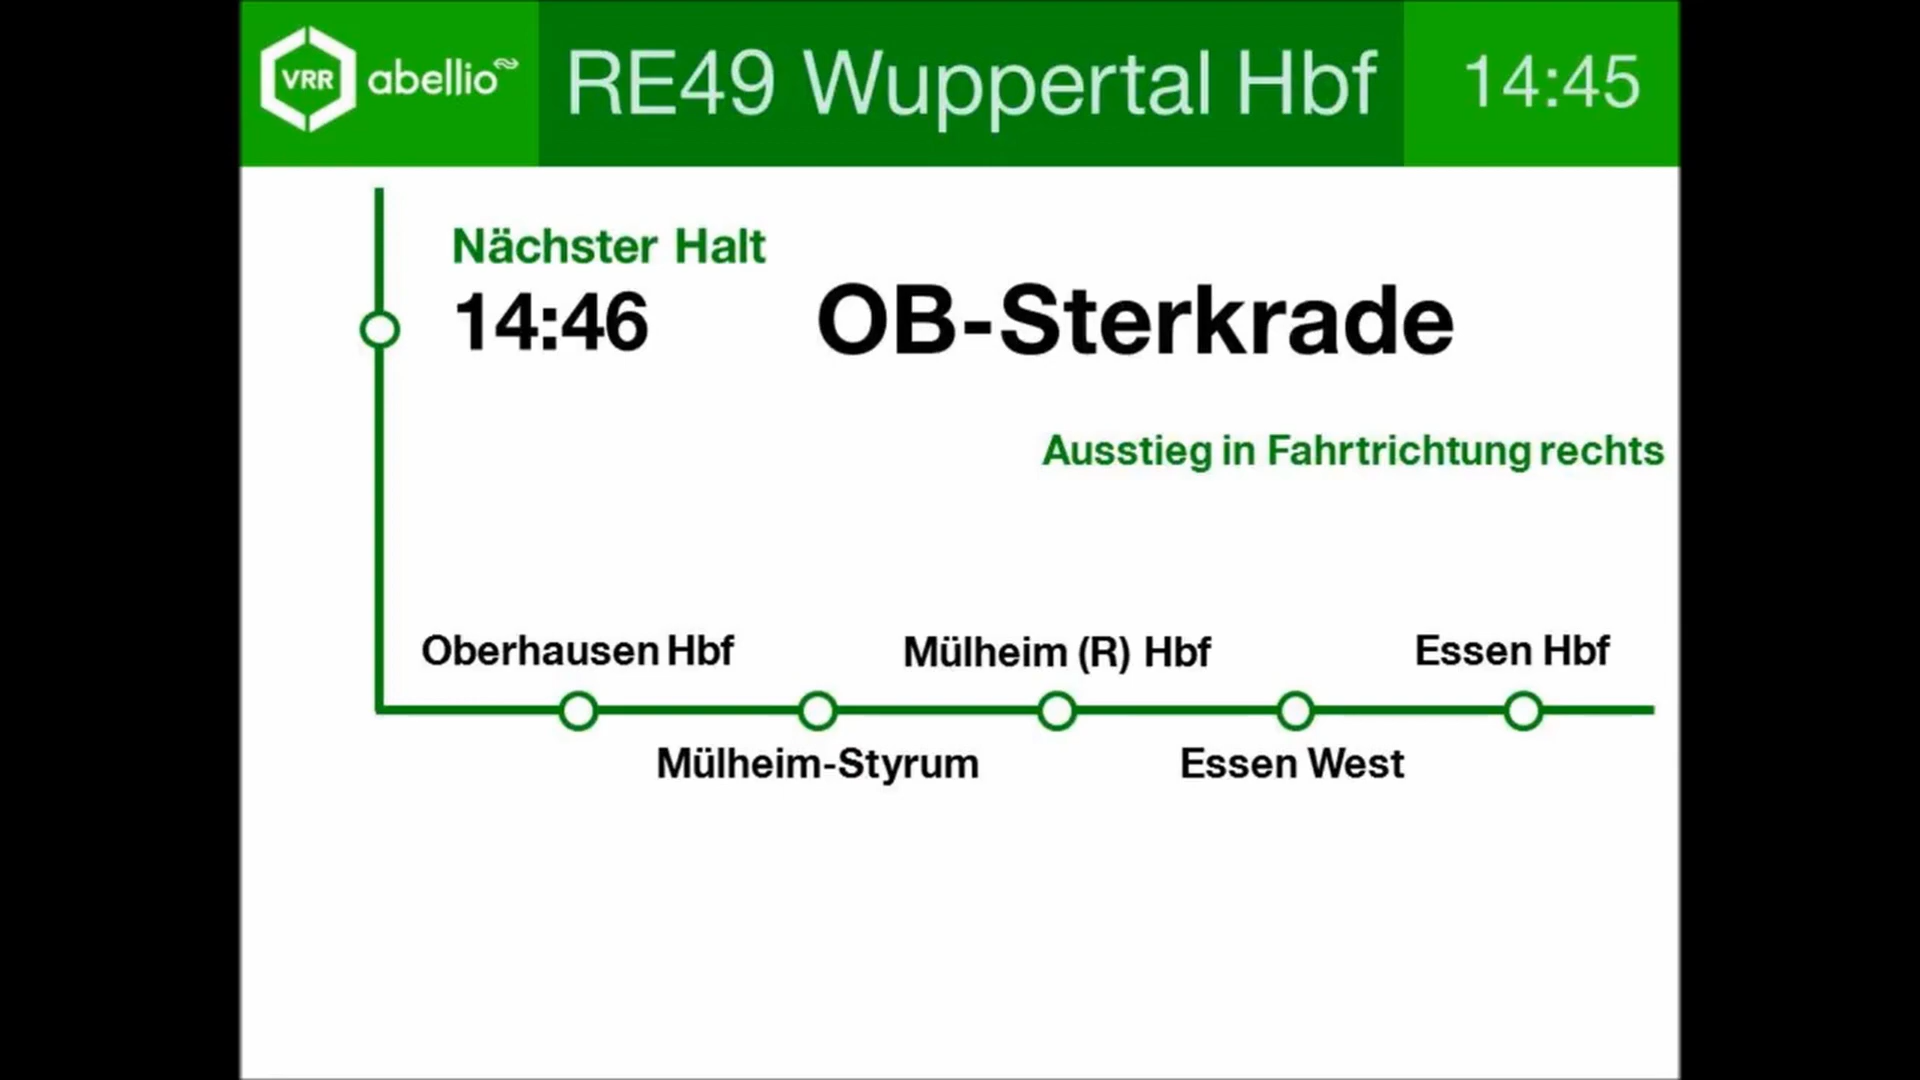 VRR abellio
RE49 Wuppertal Hbf
14:45
Nächster Halt
14:46 OB-Sterkrade
Ausstieg in Fahrtrichtung rechts
Oberhausen Hbf
Mülheim-Styrum
Mülheim (R) Hbf
Essen West
Essen Hbf